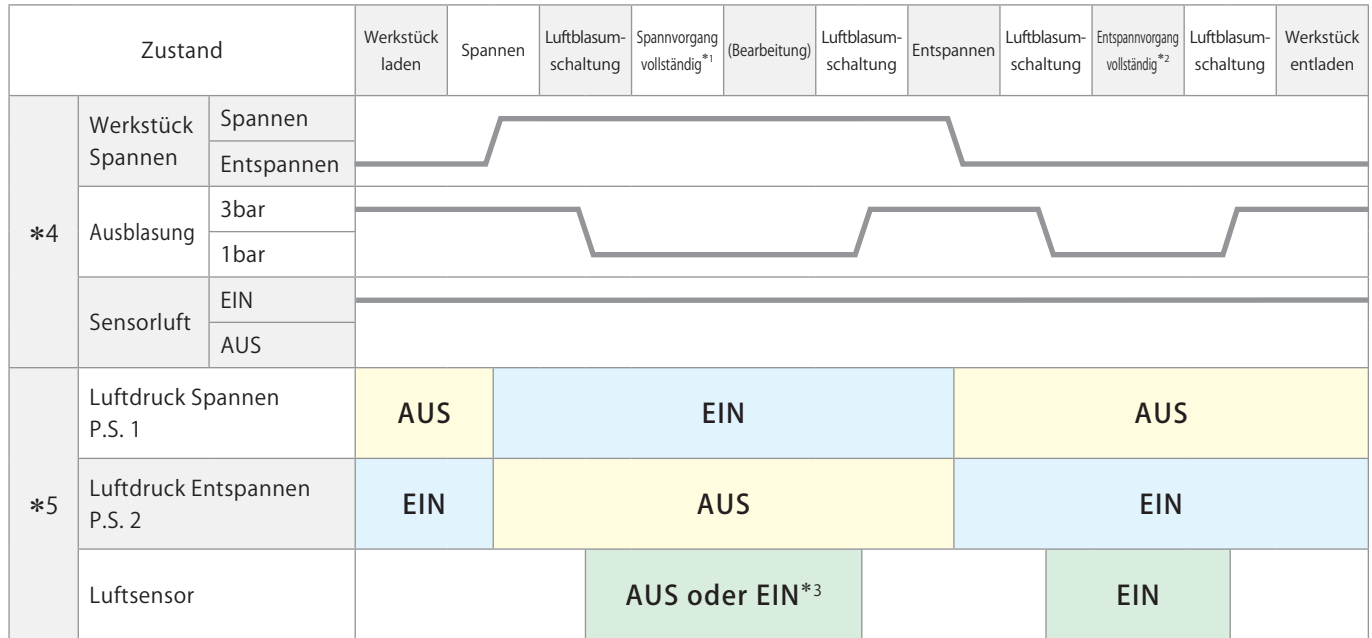 Zustand
Werkstück
laden
Spannen
Luftblasum-
schaltung
Spannvorgang
vollständig*1
(Bearbeitung)
Luftblasum-
schaltung
Entspannen
Luftblasum-
schaltung
Entspannvorgang
vollständig*2
Luftblasum-
schaltung
Werkstück
entladen
*4
Werkstück
Spannen
Spannen
Entspannen
Ausblasung
3bar
1bar
Sensorluft
EIN
AUS
*5
Luftdruck Spannen
P.S. 1
AUS
EIN
AUS
Luftdruck Entspannen
P.S. 2
EIN
AUS
EIN
Luftsensor
AUS oder EIN*3
EIN